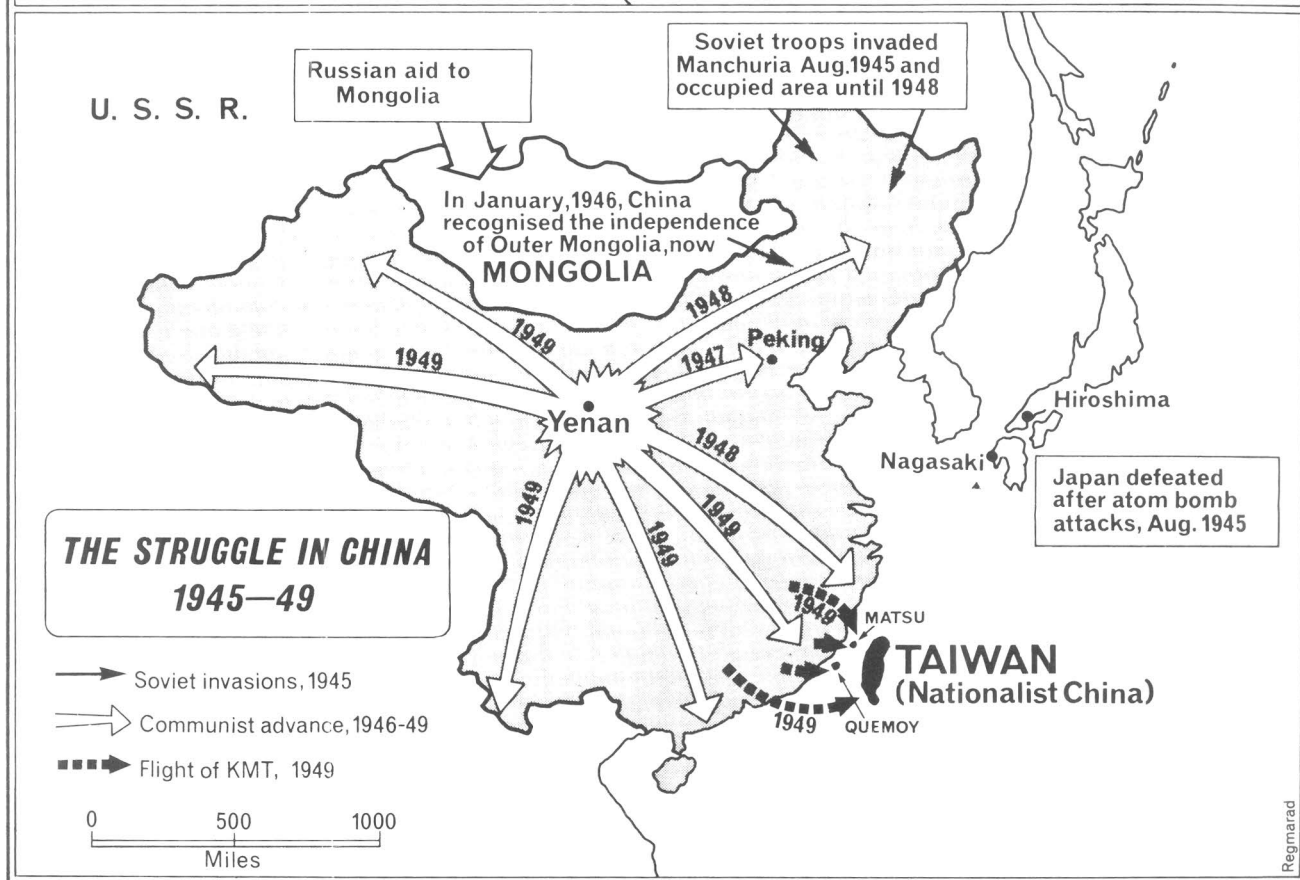 Russian aid to
Mongolia
Soviet troops invaded
Manchuria Aug.1945 and
occupied area until 1948
U. S. S. R.
In January,1946, China
recognised the independence
of Outer Mongolia,now
MONGOLIA
1948
1949
1949
1947
Peking
Yenan
Hiroshima
Nagasaki
Japan defeated
after atom bomb
attacks, Aug. 1945
1948
1949
1949
1949
THE STRUGGLE IN CHINA
1945—49
1949
MATSU
TAIWAN
(Nationalist China)
1949
QUEMOY
Soviet invasions, 1945
Communist advance, 1946-49
Flight of KMT, 1949
0 500 1000
Miles
Regmarad